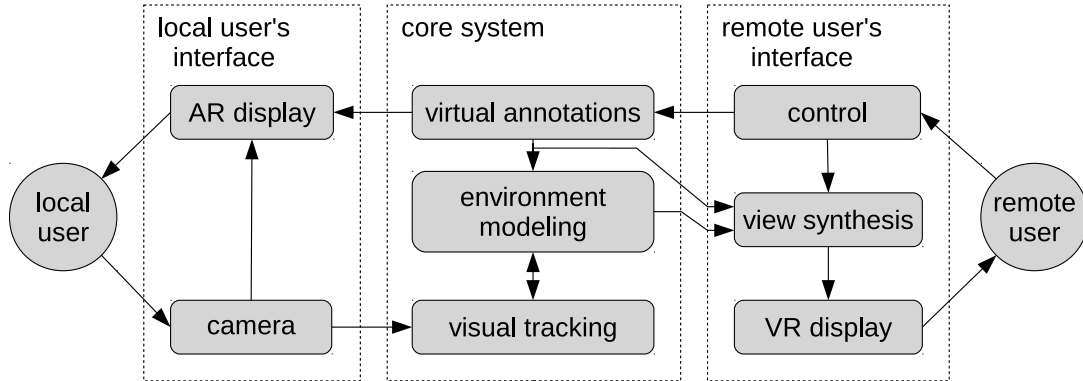 local user's
interface
core system
remote user's
interface
AR display
virtual annotations
control
local
user
environment
modeling
view synthesis
remote
user
camera
visual tracking
VR display